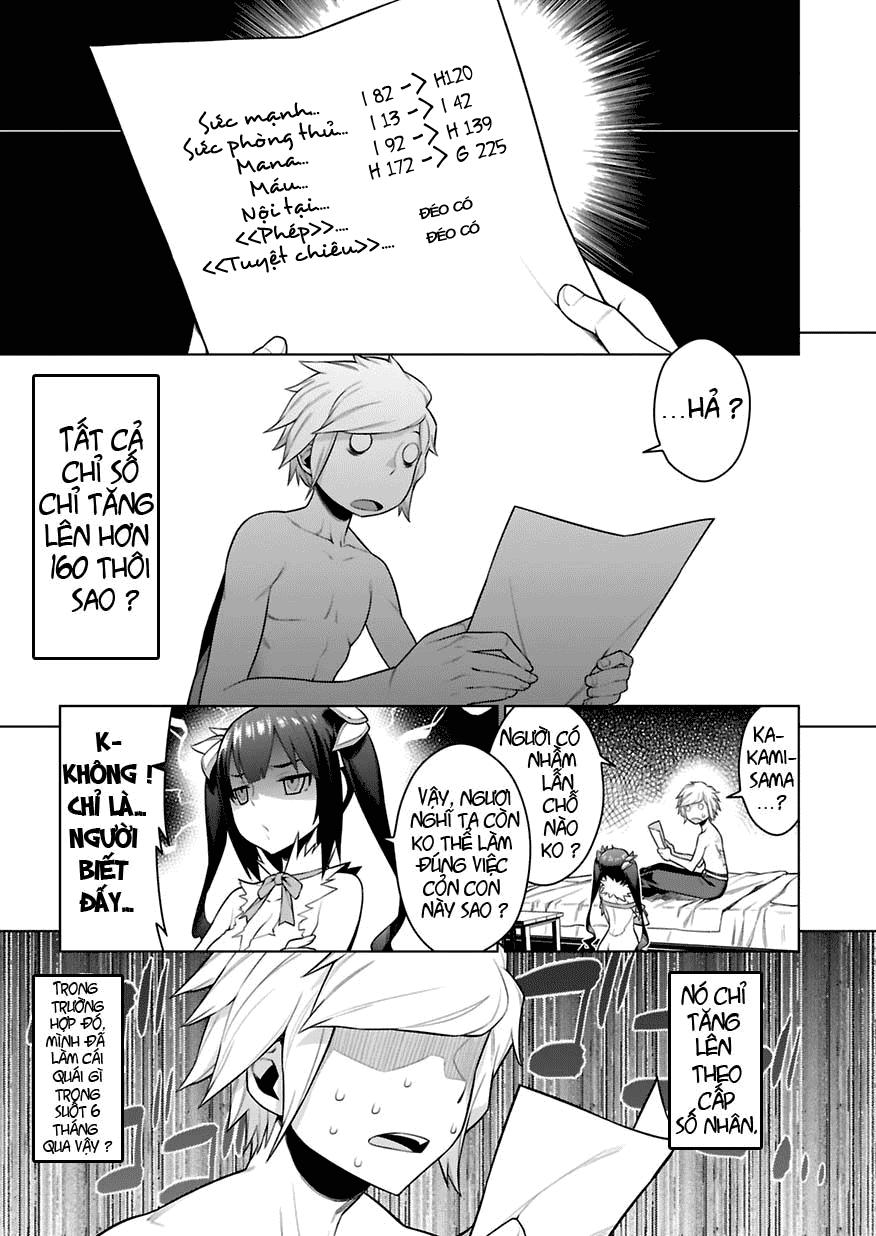 Sức mạnh... I 82 -> H120
Sức phòng thủ... I 13 -> I 42
Mana... I 92 -> H 139
Máu... H 172 -> G 225
Nội tại....
<<Phép>>.... ĐÉO CÓ
<<Tuyệt chiêu>>.... ĐÉO CÓ
...HẢ ?
TẤT CẢ
CHỈ SỐ
CHỈ TĂNG
LÊN HƠN
160 THÔI
SAO ?
KA-
KAMI-
SAMA
...?
NGƯỜI CÓ
NHẦM
LẪN
CHỖ
NÀO
KO ?
VẬY, NGƯƠI
NGHĨ TA CÒN
KO THỂ LÀM
ĐÚNG VIỆC
CỎN CON
NÀY SAO ?
K-
KHÔNG !
CHỈ LÀ...
NGƯỜI
BIẾT
ĐẤY...
NÓ CHỈ
TĂNG
LÊN
THEO
CẤP
SỐ NHÂN.
TRONG
TRƯỜNG
HỢP ĐÓ,
MÌNH ĐÃ
LÀM CÁI
QUÁI GÌ
TRONG
SUỐT 6
THÁNG
QUA VẬY ?